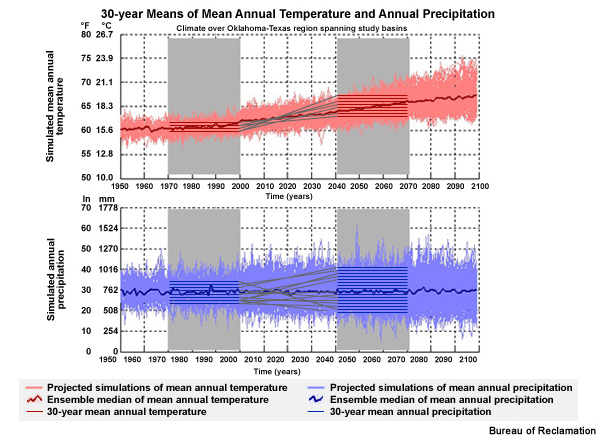 30-year Means of Mean Annual Temperature and Annual Precipitation
°F °C
Climate over Oklahoma-Texas region spanning study basins
80 26.7
75 23.9
70 21.1
65 18.3
60 15.6
55 12.8
50 10.0
Simulated mean annual
temperature
1950 1960 1970 1980 1990 2000 2010 2020 2030 2040 2050 2060 2070 2080 2090 2100
Time (years)
In mm
70 1778
60 1524
50 1270
40 1016
30 762
20 508
10 254
0 0
Simulated annual
precipitation
1950 1960 1970 1980 1990 2000 2010 2020 2030 2040 2050 2060 2070 2080 2090 2100
Time (years)
Projected simulations of mean annual temperature
Ensemble median of mean annual temperature
30-year mean annual temperature
Projected simulations of mean annual precipitation
Ensemble median of mean annual precipitation
30-year mean annual precipitation
Bureau of Reclamation